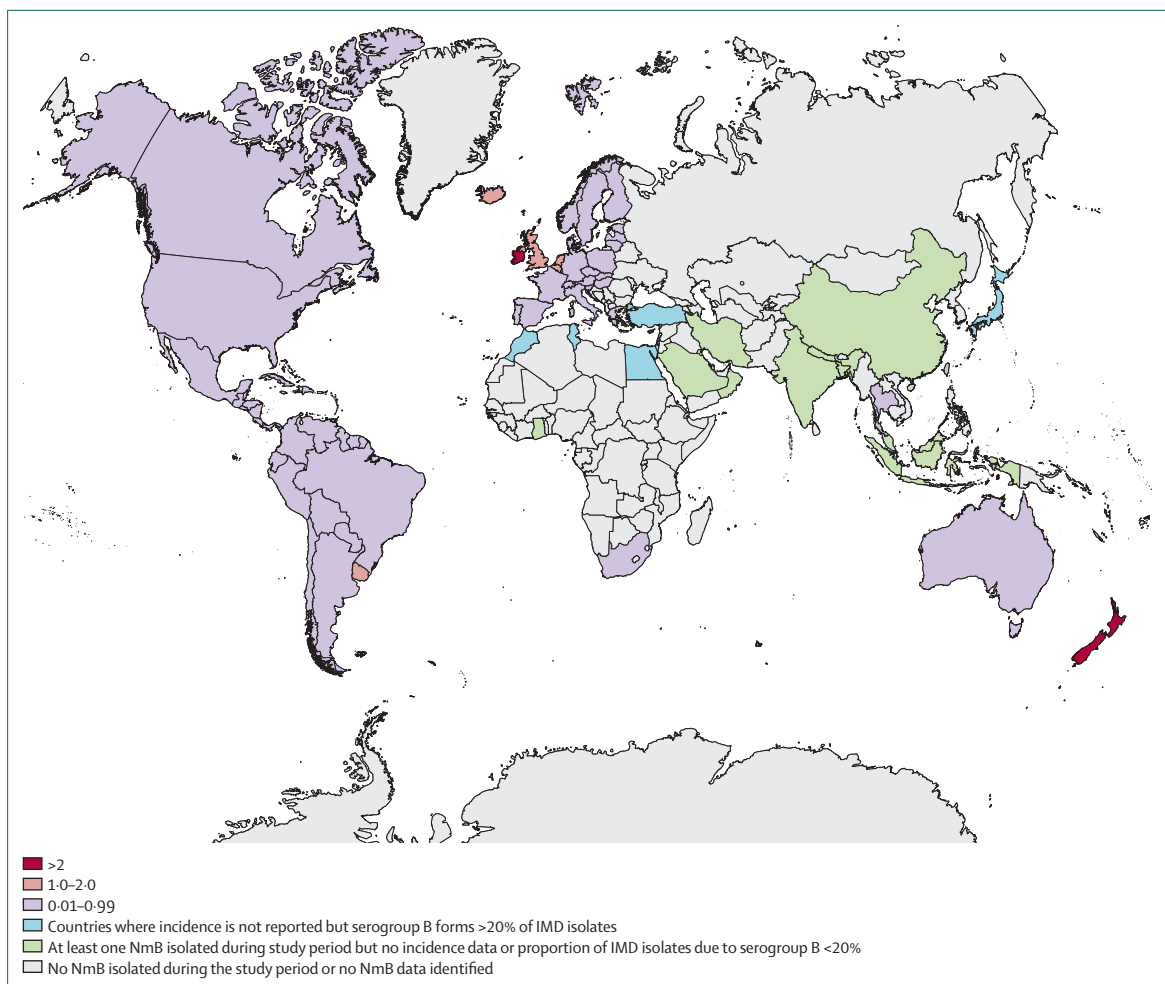 >2
1·0–2·0
0·01–0·99
Countries where incidence is not reported but serogroup B forms >20% of IMD isolates
At least one NmB isolated during study period but no incidence data or proportion of IMD isolates due to serogroup B <20%
No NmB isolated during the study period or no NmB data identified